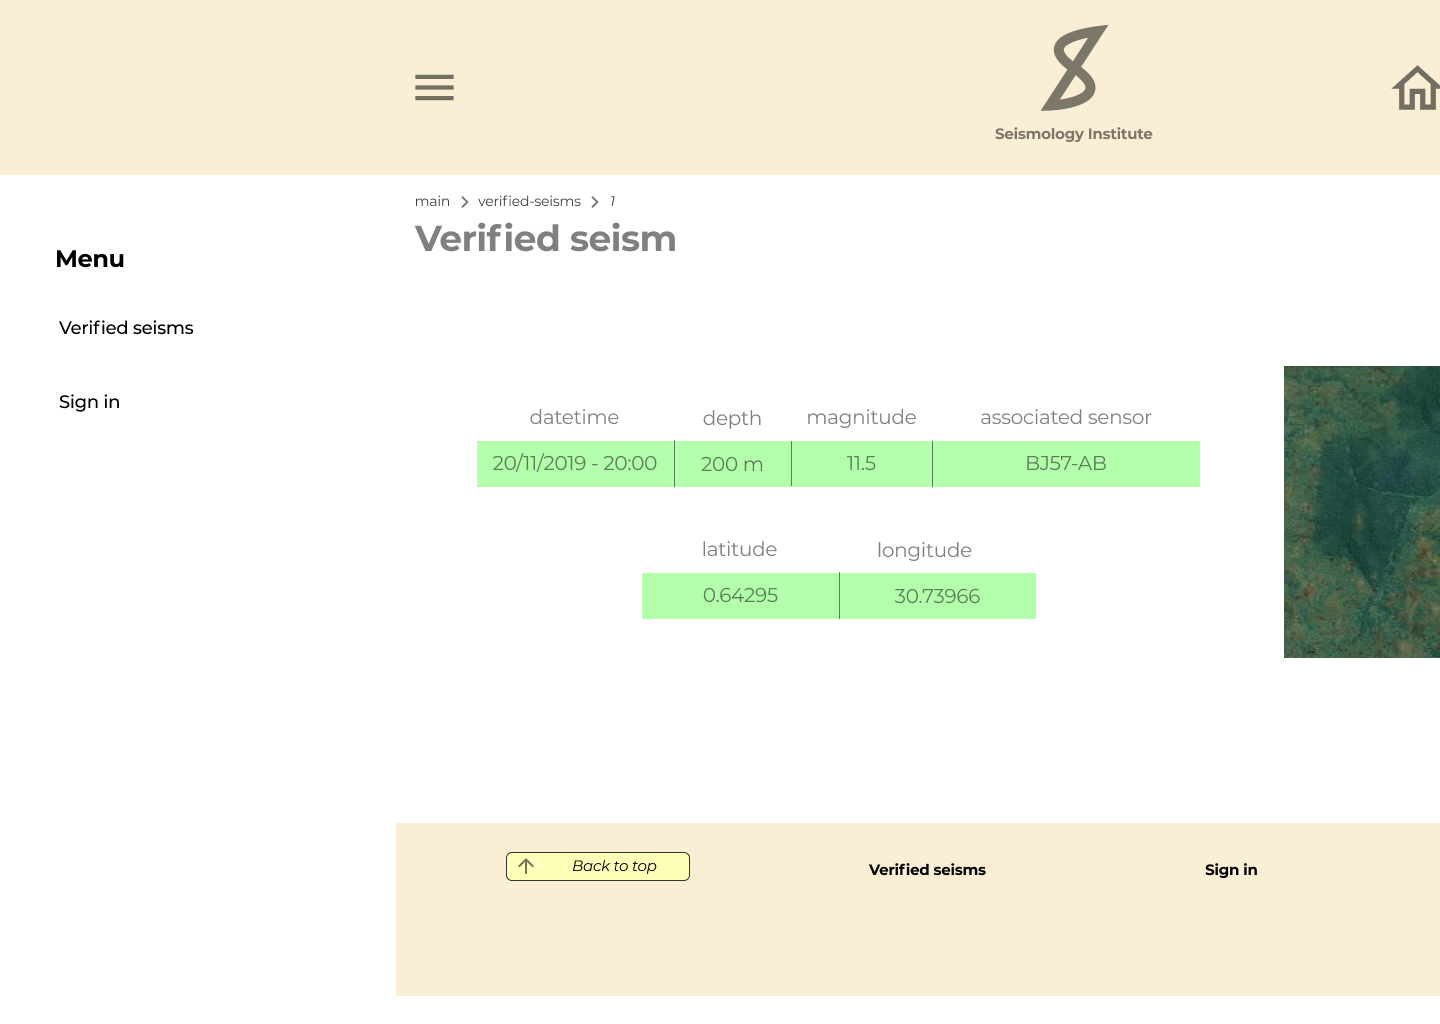 Seismology Institute
main verified-seisms 1
Verified seism
Menu
Verified seisms
Sign in
datetime depth magnitude associated sensor
20/11/2019 - 20:00 200 m 11.5 BJ57-AB
latitude longitude
0.64295 30.73966
Back to top Verified seisms Sign in